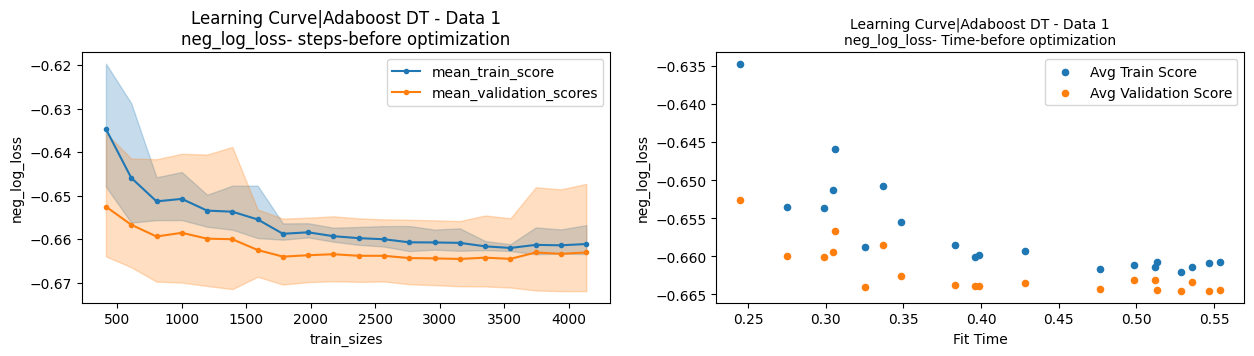 Learning Curve|Adaboost DT - Data 1
neg_log_loss- steps-before optimization
neg_log_loss
−0.62
−0.63
−0.64
−0.65
−0.66
−0.67
mean_train_score
mean_validation_scores
500
1000
1500
2000
2500
3000
3500
4000
train_sizes
Learning Curve|Adaboost DT - Data 1
neg_log_loss- Time-before optimization
neg_log_loss
−0.635
−0.640
−0.645
−0.650
−0.655
−0.660
−0.665
Avg Train Score
Avg Validation Score
0.25
0.30
0.35
0.40
0.45
0.50
0.55
Fit Time